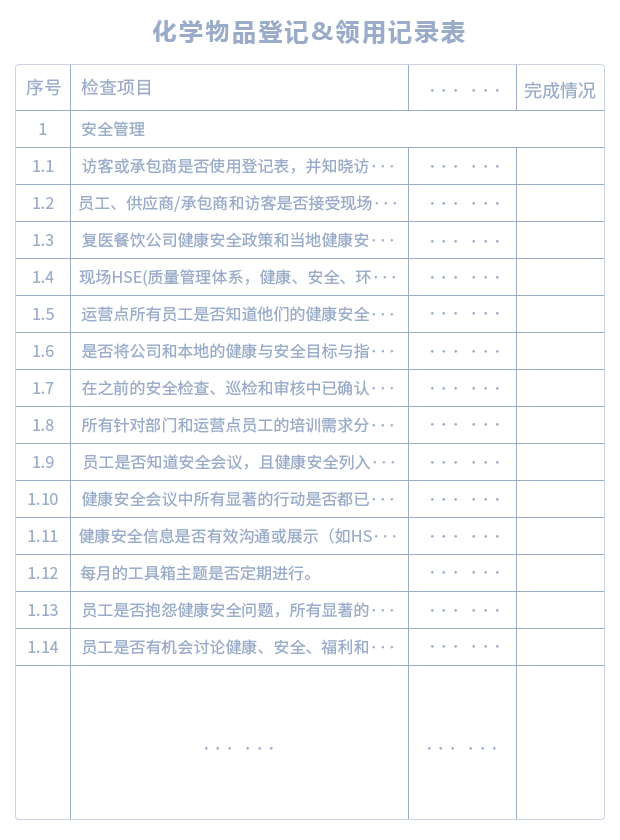 化学物品登记&领用记录表
序号 检查项目 ··· ··· 完成情况
1 安全管理
1.1 访客或承包商是否使用登记表，并知晓访··· ··· ···
1.2 员工、供应商/承包商和访客是否接受现场··· ··· ···
1.3 复医餐饮公司健康安全政策和当地健康安··· ··· ···
1.4 现场HSE(质量管理体系，健康、安全、环··· ··· ···
1.5 运营点所有员工是否知道他们的健康安全··· ··· ···
1.6 是否将公司和本地的健康与安全目标与指··· ··· ···
1.7 在之前的安全检查、巡检和审核中已确认··· ··· ···
1.8 所有针对部门和运营点员工的培训需求分··· ··· ···
1.9 员工是否知道安全会议，且健康安全列入··· ··· ···
1.10 健康安全会议中所有显著的行动是否都已··· ··· ···
1.11 健康安全信息是否有效沟通或展示（如HS··· ··· ···
1.12 每月的工具箱主题是否定期进行。 ··· ···
1.13 员工是否抱怨健康安全问题，所有显著的··· ··· ···
1.14 员工是否有机会讨论健康、安全、福利和··· ··· ···
··· ··· ··· ···